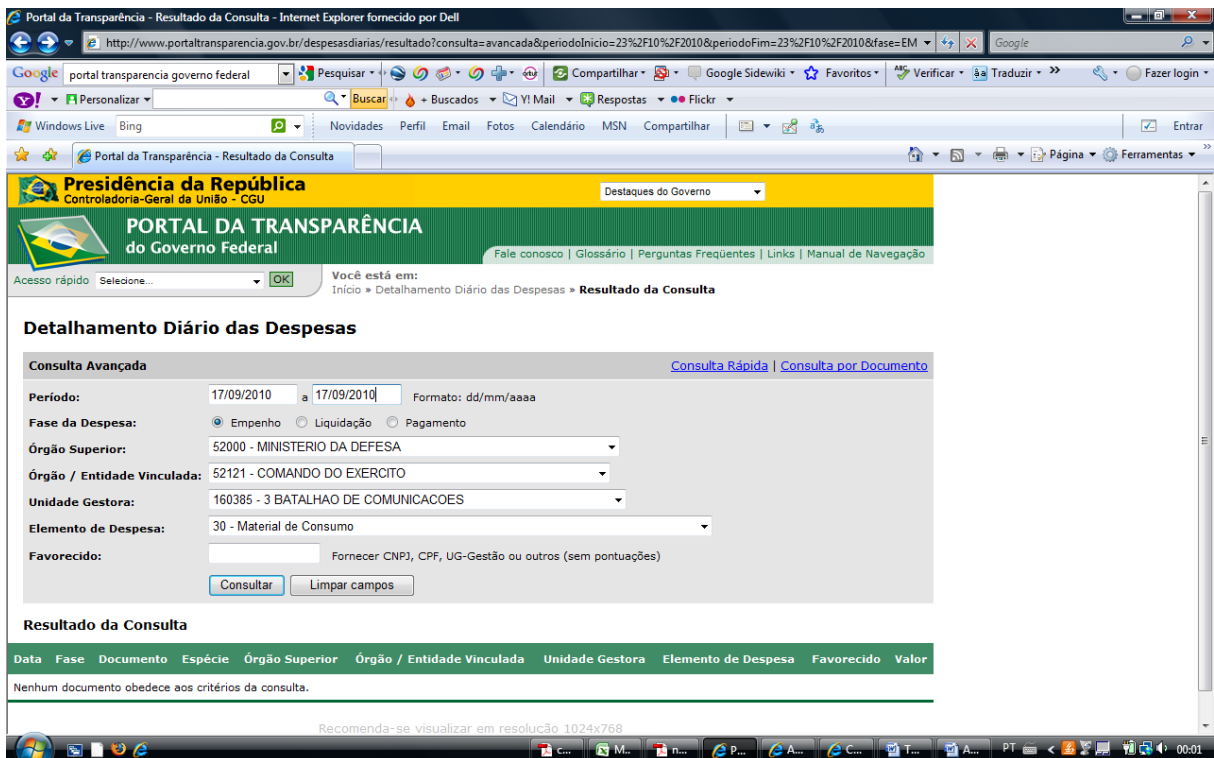 Portal da Transparência - Resultado da Consulta - Internet Explorer fornecido por Dell
http://www.portaltransparencia.gov.br/despesasdiarias/resultado?consulta=avancada&periodoInicio=23%2F10%2F2010&periodoFim=23%2F10%2F2010&fase=EM Google
Google portal transparencia governo federal Pesquisar Compartilhar Google Sidewiki Favoritos Verificar Traduzir >> Fazer login
Y! Personalizar Buscar + Buscados Y! Mail Respostas Flickr
Windows Live Bing Novidades Perfil Email Fotos Calendário MSN Compartilhar Entrar
Portal da Transparência - Resultado da Consulta Página Ferramentas >>
Presidência da República
Controladoria-Geral da União - CGU
Destaques do Governo
PORTAL DA TRANSPARÊNCIA
do Governo Federal
Fale conosco | Glossário | Perguntas Freqüentes | Links | Manual de Navegação
Acesso rápido Selecione... OK
Você está em:
Início » Detalhamento Diário das Despesas » Resultado da Consulta
Detalhamento Diário das Despesas
Consulta Avançada Consulta Rápida | Consulta por Documento
Período: 17/09/2010 a 17/09/2010 Formato: dd/mm/aaaa
Fase da Despesa: Empenho Liquidação Pagamento
Órgão Superior: 52000 - MINISTERIO DA DEFESA
Órgão / Entidade Vinculada: 52121 - COMANDO DO EXERCITO
Unidade Gestora: 160385 - 3 BATALHAO DE COMUNICACOES
Elemento de Despesa: 30 - Material de Consumo
Favorecido: Fornecer CNPJ, CPF, UG-Gestão ou outros (sem pontuações)
Consultar Limpar campos
Resultado da Consulta
Data Fase Documento Espécie Órgão Superior Órgão / Entidade Vinculada Unidade Gestora Elemento de Despesa Favorecido Valor
Nenhum documento obedece aos critérios da consulta.
Recomenda-se visualizar em resolução 1024x768
c... M... n... P... A... C... T... A... PT < 00:01